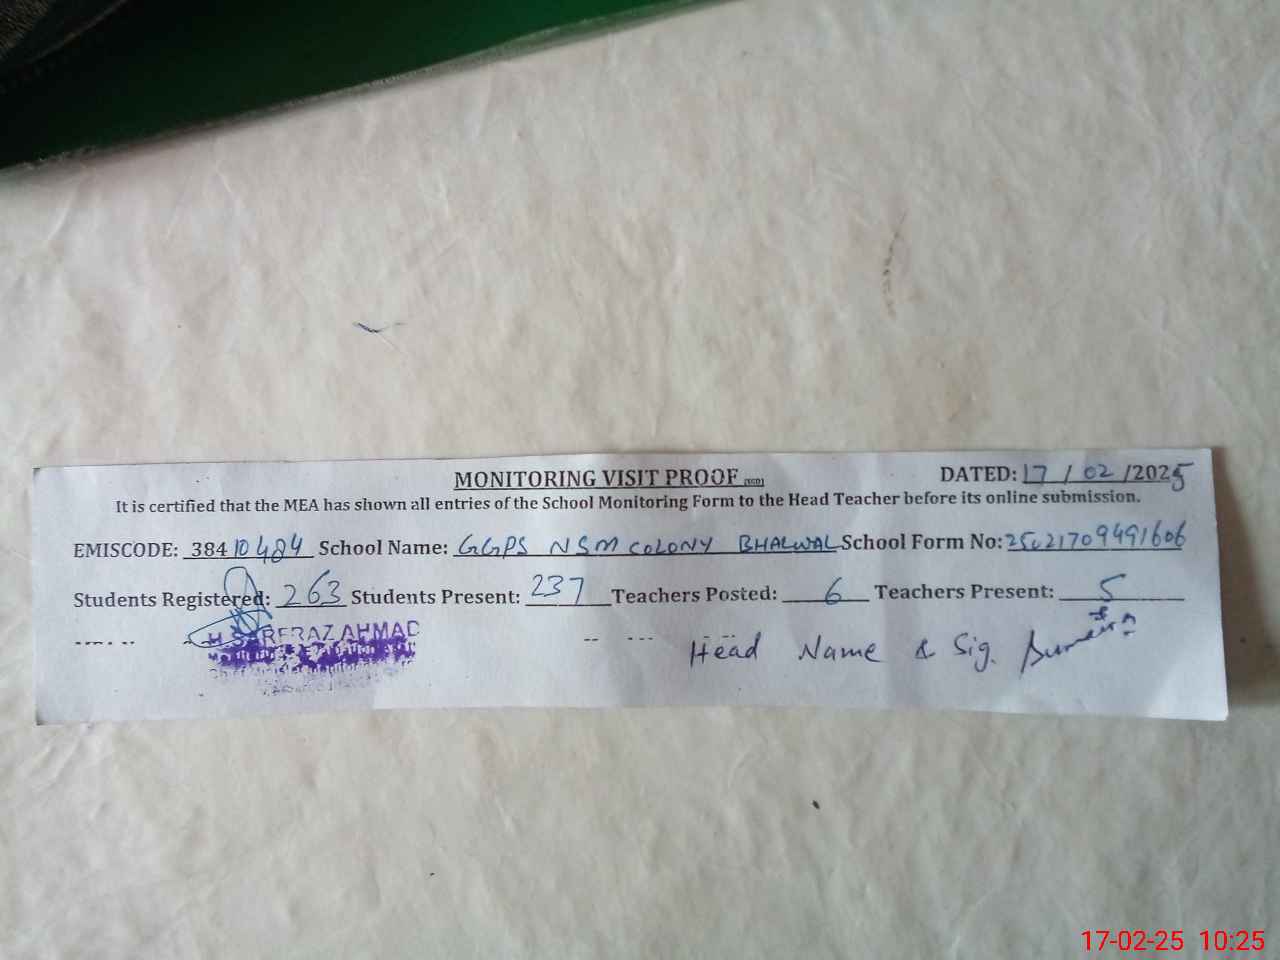 MONITORING VISIT PROOF
DATED: 17 / 02 /2025
It is certified that the MEA has shown all entries of the School Monitoring Form to the Head Teacher before its online submission.
EMISCODE: 38410484 School Name: GGPS NSM COLONY BHALWAL School Form No: 25021709491606
Students Registered: 263 Students Present: 237 Teachers Posted: 6 Teachers Present: 5
SARFRAZ AHMAD
Head Name & Sig.
17-02-25 10:25